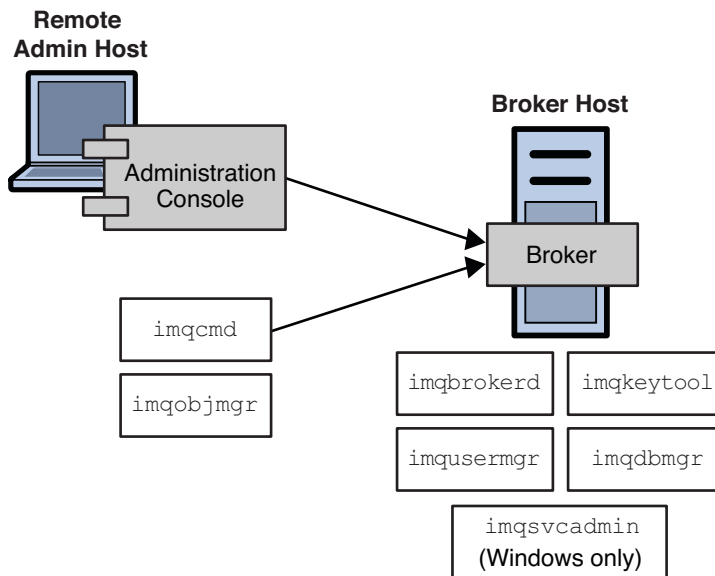 Remote
Admin Host
Administration
Console
imqcmd
imqobjmgr
Broker Host
Broker
imqbrokerd
imqkeytool
imqusermgr
imqdbmgr
imqsvcadmin
(Windows only)